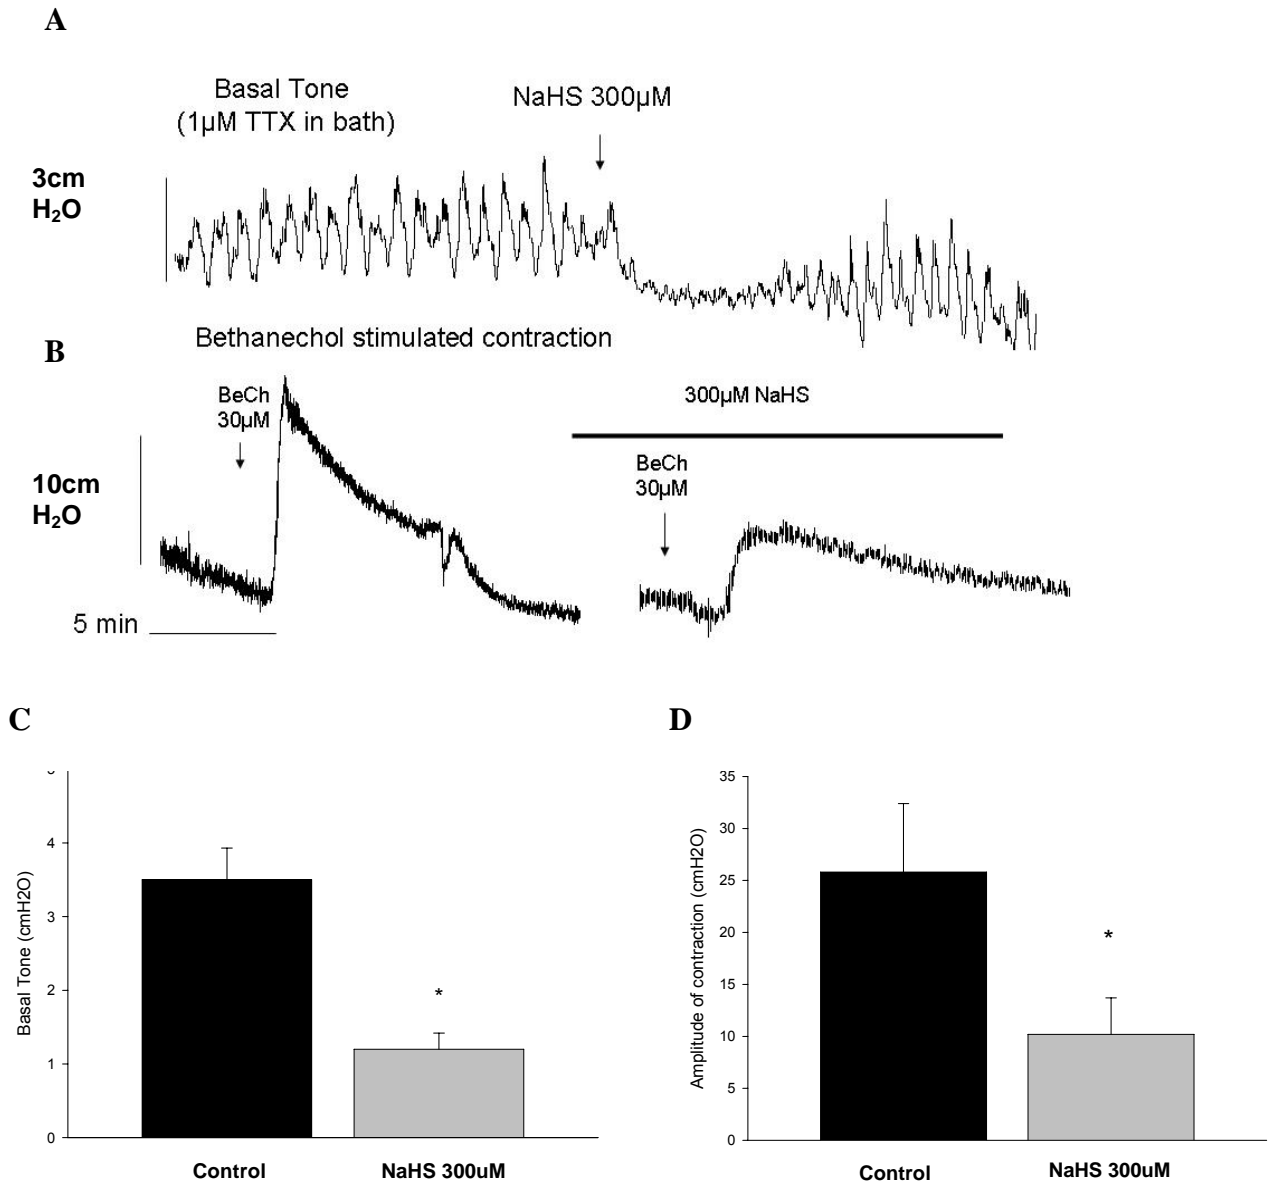 A
Basal Tone
(1µM TTX in bath)
NaHS 300µM
3cm
H₂O
B
Bethanechol stimulated contraction
BeCh
30µM
300µM NaHS
BeCh
30µM
10cm
H₂O
5 min
C
Basal Tone (cmH2O)
4
3
2
1
0
*
Control
NaHS 300uM
D
Amplitude of contraction (cmH2O)
35
30
25
20
15
10
5
0
*
Control
NaHS 300uM